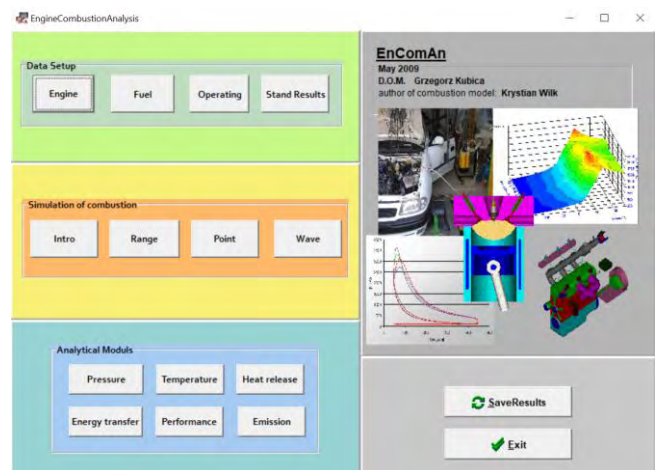 EngineCombustionAnalysis
Data Setup
Engine
Fuel
Operating
Stand Results
Simulation of combustion
Intro
Range
Point
Wave
Analytical Moduls
Pressure
Temperature
Heat release
Energy transfer
Performance
Emission
EnComAn
May 2009
D.O.M. Grzegorz Kubica
author of combustion model: Krystian Wilk
SaveResults
Exit